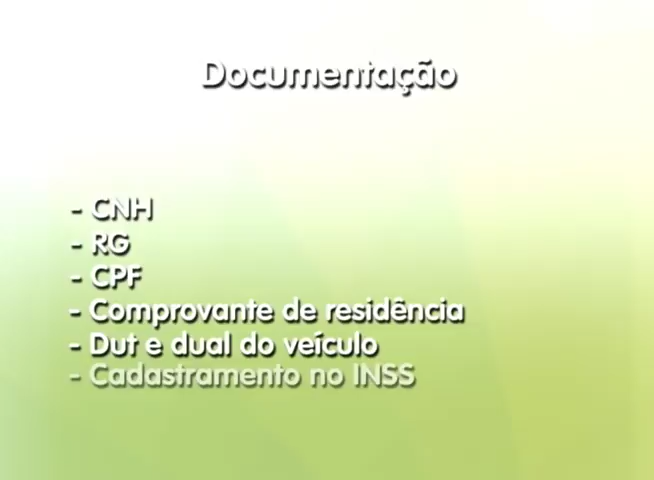 Documentação
- CNH
- RG
- CPF
- Comprovante de residência
- Dut e dual do veículo
- Cadastramento no INSS